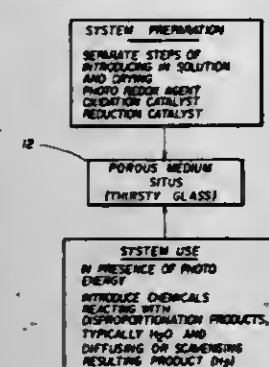 SYSTEM PREPARATION
SEPARATE STEPS OF
INTRODUCING IN SOLUTION
AND DRYING
PHOTO REDOX AGENT
OXIDATION CATALYST
REDUCTION CATALYST
12
POROUS MEDIUM
SITUS
(THIRSTY GLASS)
SYSTEM USE
IN PRESENCE OF PHOTO
ENERGY
INTRODUCE CHEMICALS
REACTING WITH
DISPROPORTIONATION PRODUCTS,
TYPICALLY H₂O AND
DIFFUSING OR SCAVENGING
RESULTING PRODUCT